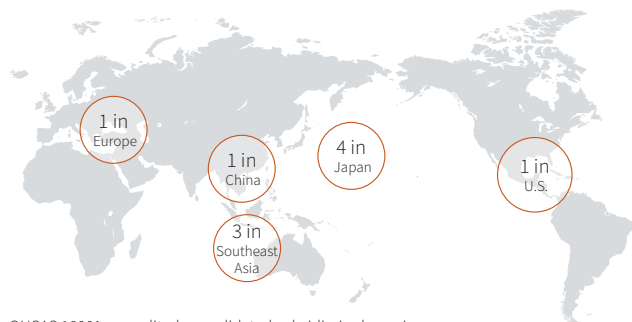 1 in
Europe
1 in
China
4 in
Japan
1 in
U.S.
3 in
Southeast
Asia